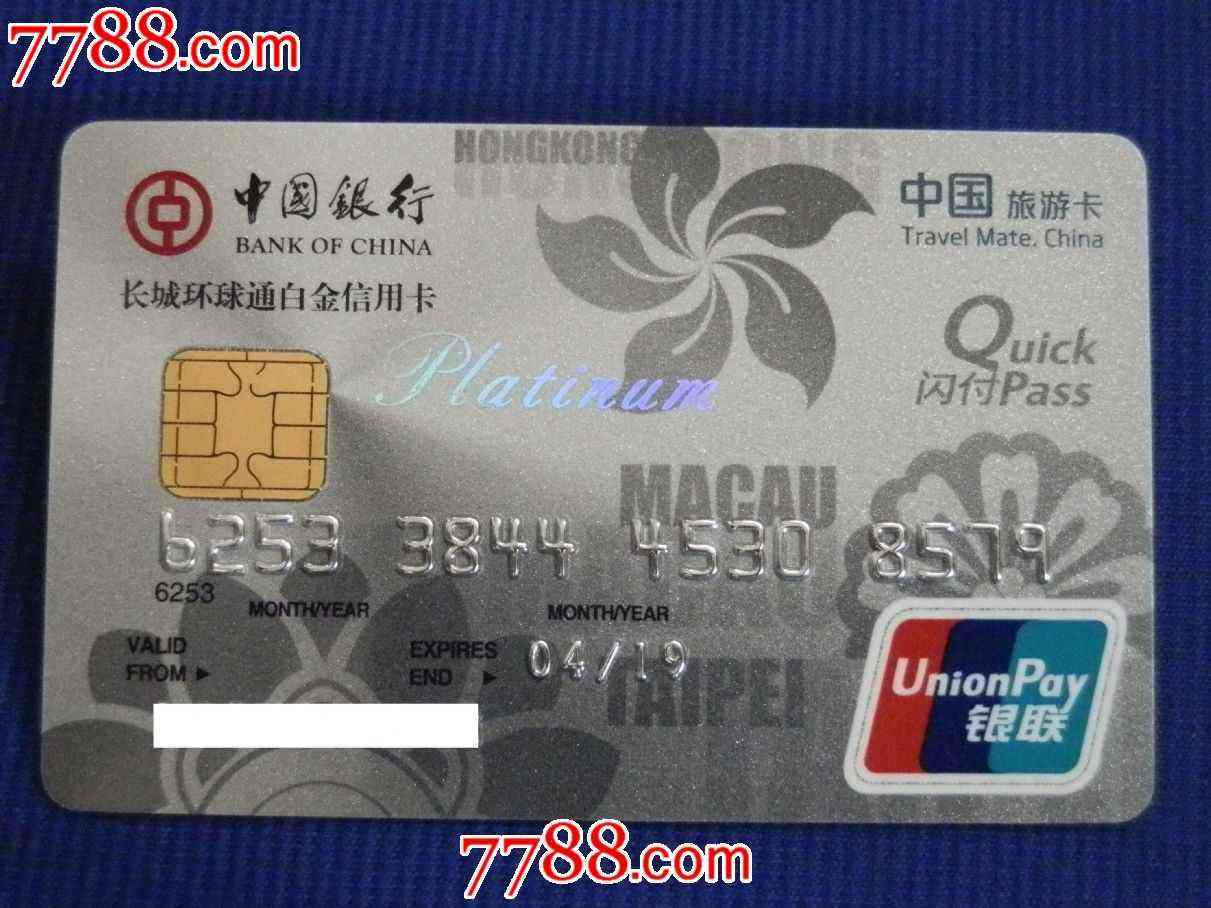 7788.com
HONGKONG
中國銀行
BANK OF CHINA
长城环球通白金信用卡
中国 旅游卡
Travel Mate. China
Platinum
Quick
闪付Pass
MACAU
6253 3844 4530 8579
6253
MONTH/YEAR
MONTH/YEAR
VALID
FROM ▶
EXPIRES
END ▶
04/19
TAIPEI
UnionPay
银联
7788.com